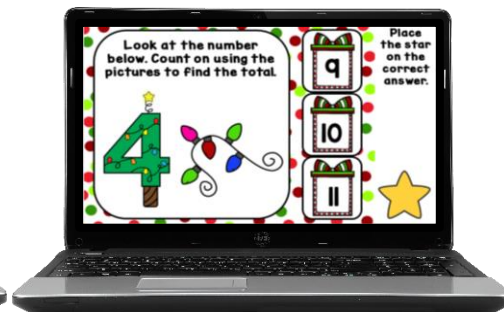 Look at the number
below. Count on using the
pictures to find the total.
4
9
10
11
Place
the star
on the
correct
answer.